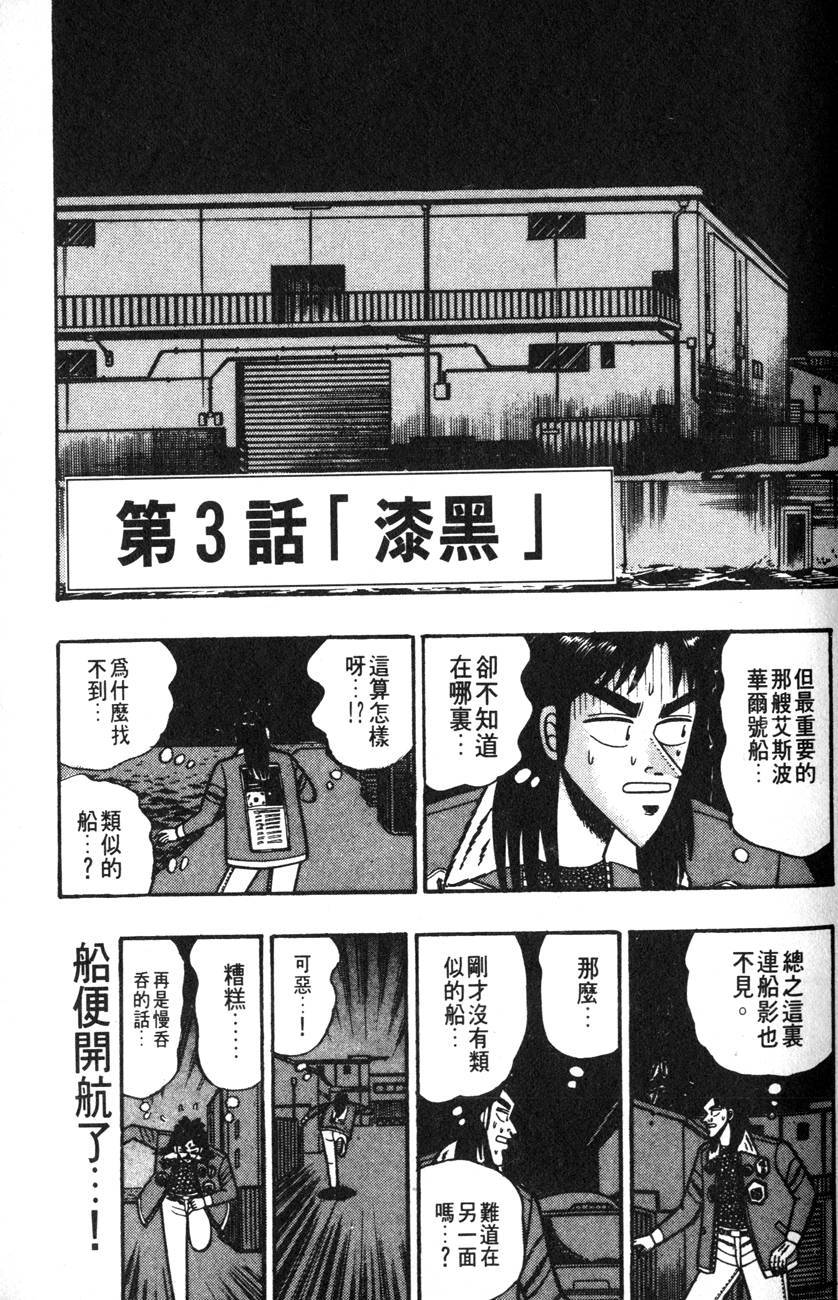 第3話「漆黑」
但最重要的
那艘艾斯波
華爾號船…
卻不知道
在哪裏…
這算怎樣
呀…!?
爲什麼找
不到…
類似的
船…?
總之這裏
連船影也
不見。
那麼…
剛才沒有類
似的船…
難道在
另一面
嗎…?
可惡…!
糟糕……
再是慢吞
吞的話…
船便開航了…!